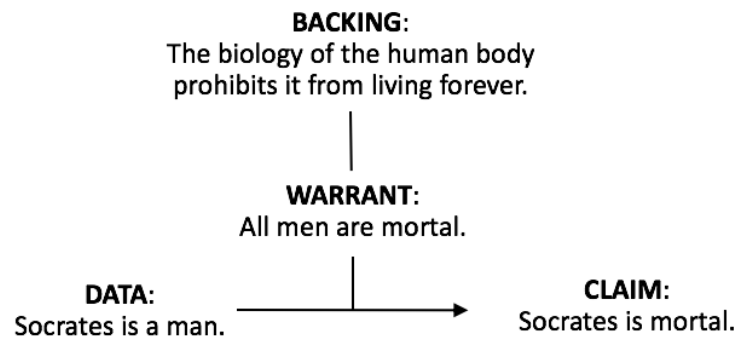 BACKING:
The biology of the human body
prohibits it from living forever.
WARRANT:
All men are mortal.
DATA:
Socrates is a man.
CLAIM:
Socrates is mortal.